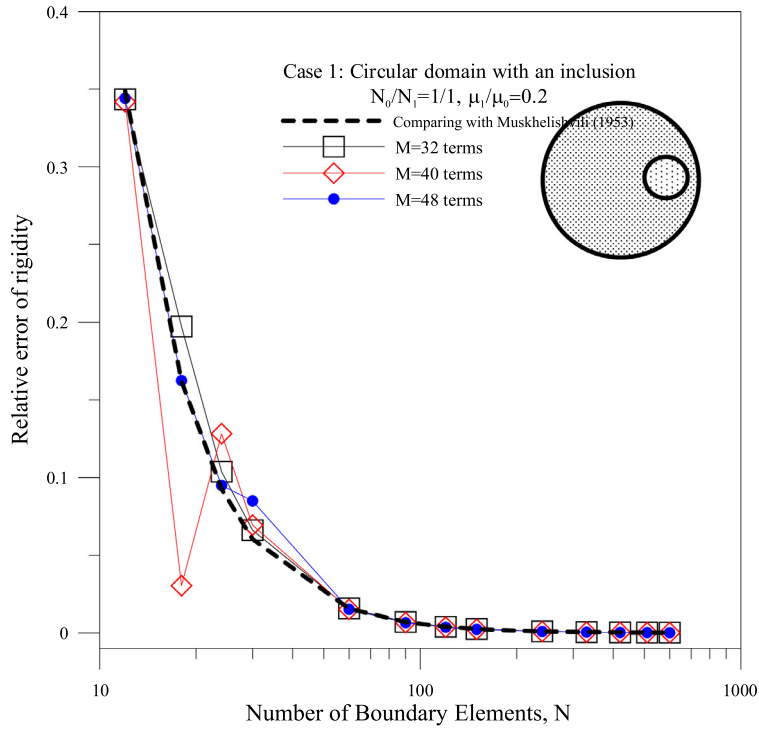 0.4
Case 1: Circular domain with an inclusion
N₀/N₁=1/1, μ₁/μ₀=0.2
Comparing with Muskhelishvili (1953)
M=32 terms
M=40 terms
M=48 terms
0.3
0.2
0.1
0
Relative error of rigidity
10
100
1000
Number of Boundary Elements, N